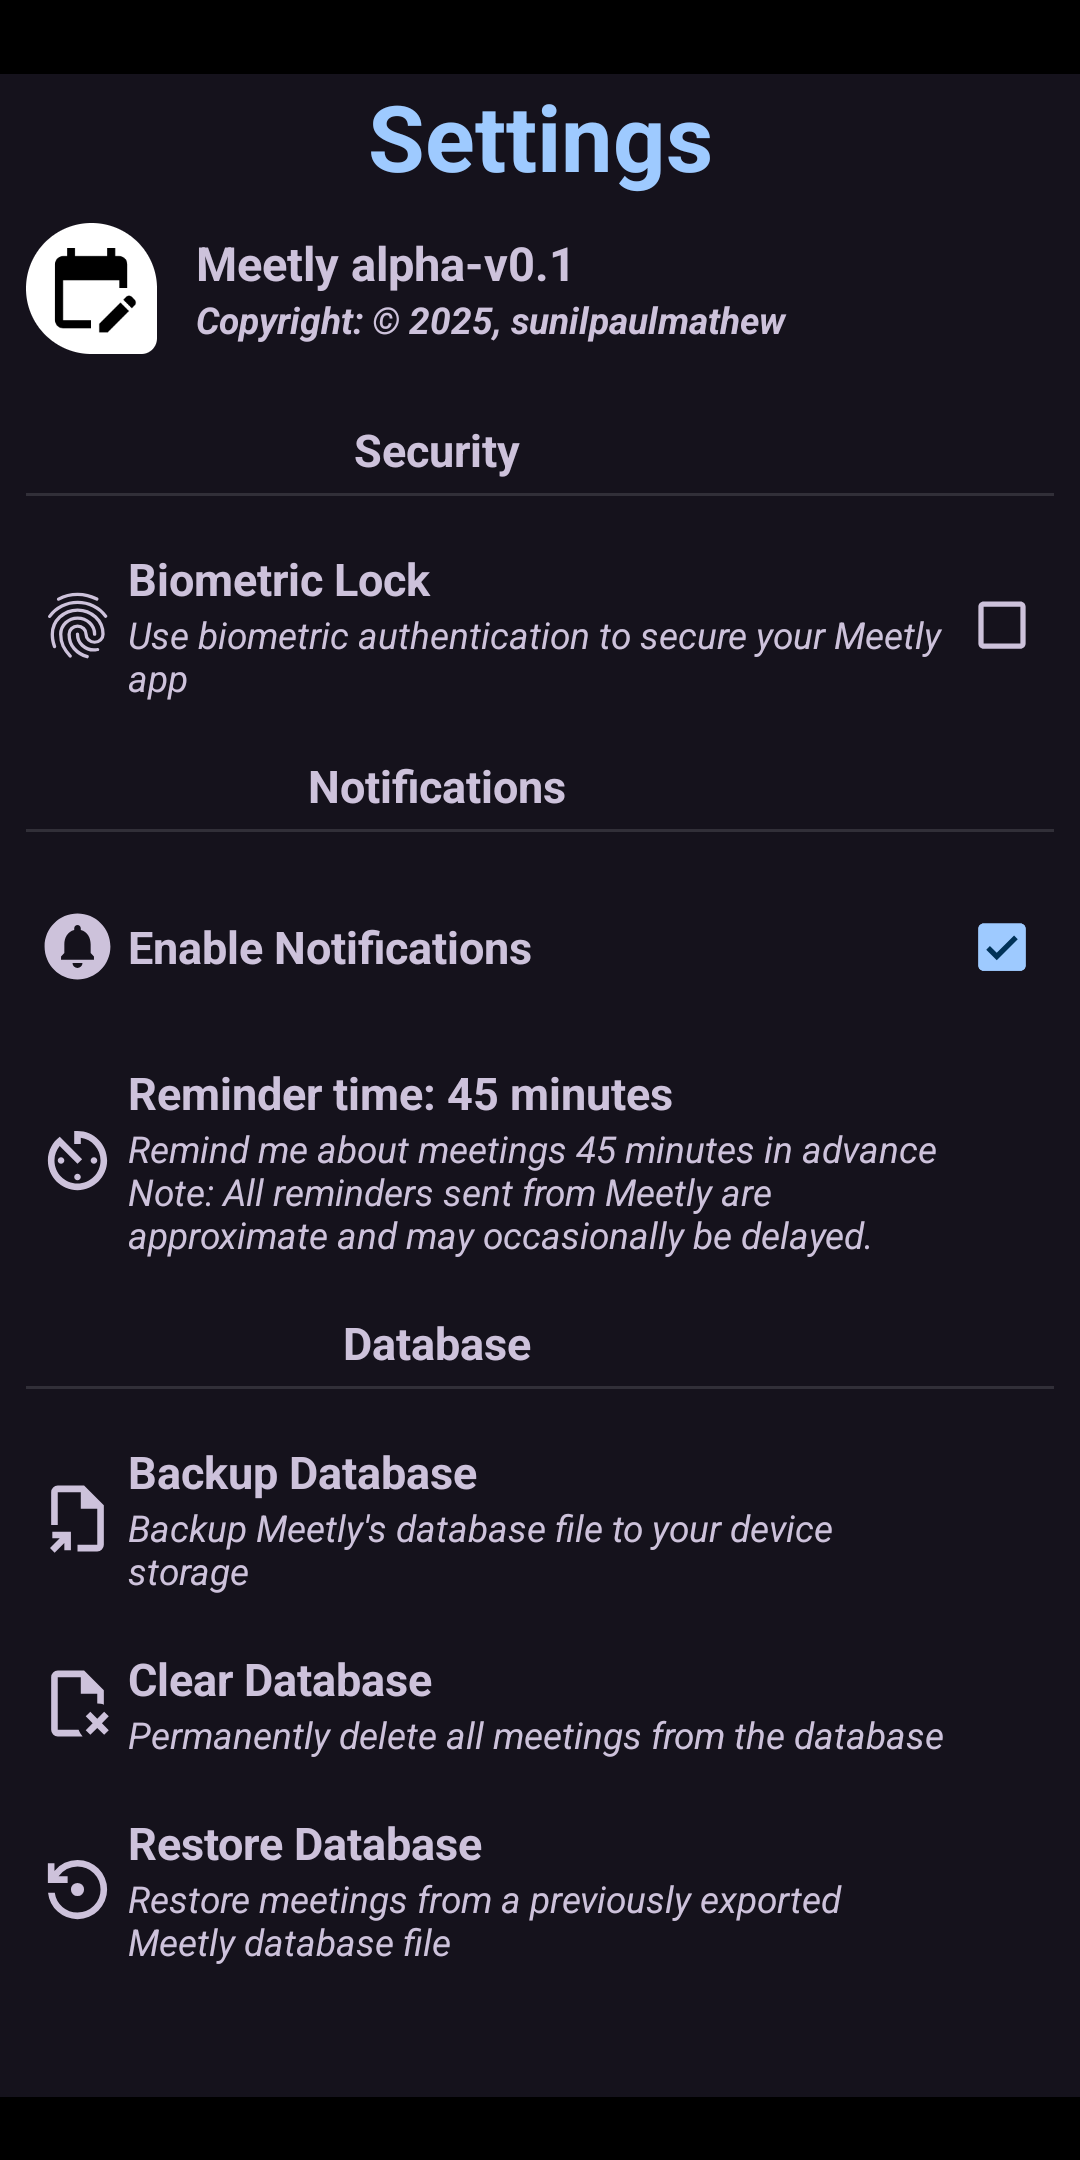 Settings
Meetly alpha-v0.1
Copyright: © 2025, sunilpaulmathew
Security
Biometric Lock
Use biometric authentication to secure your Meetly
app
Notifications
Enable Notifications
Reminder time: 45 minutes
Remind me about meetings 45 minutes in advance
Note: All reminders sent from Meetly are
approximate and may occasionally be delayed.
Database
Backup Database
Backup Meetly's database file to your device
storage
Clear Database
Permanently delete all meetings from the database
Restore Database
Restore meetings from a previously exported
Meetly database file